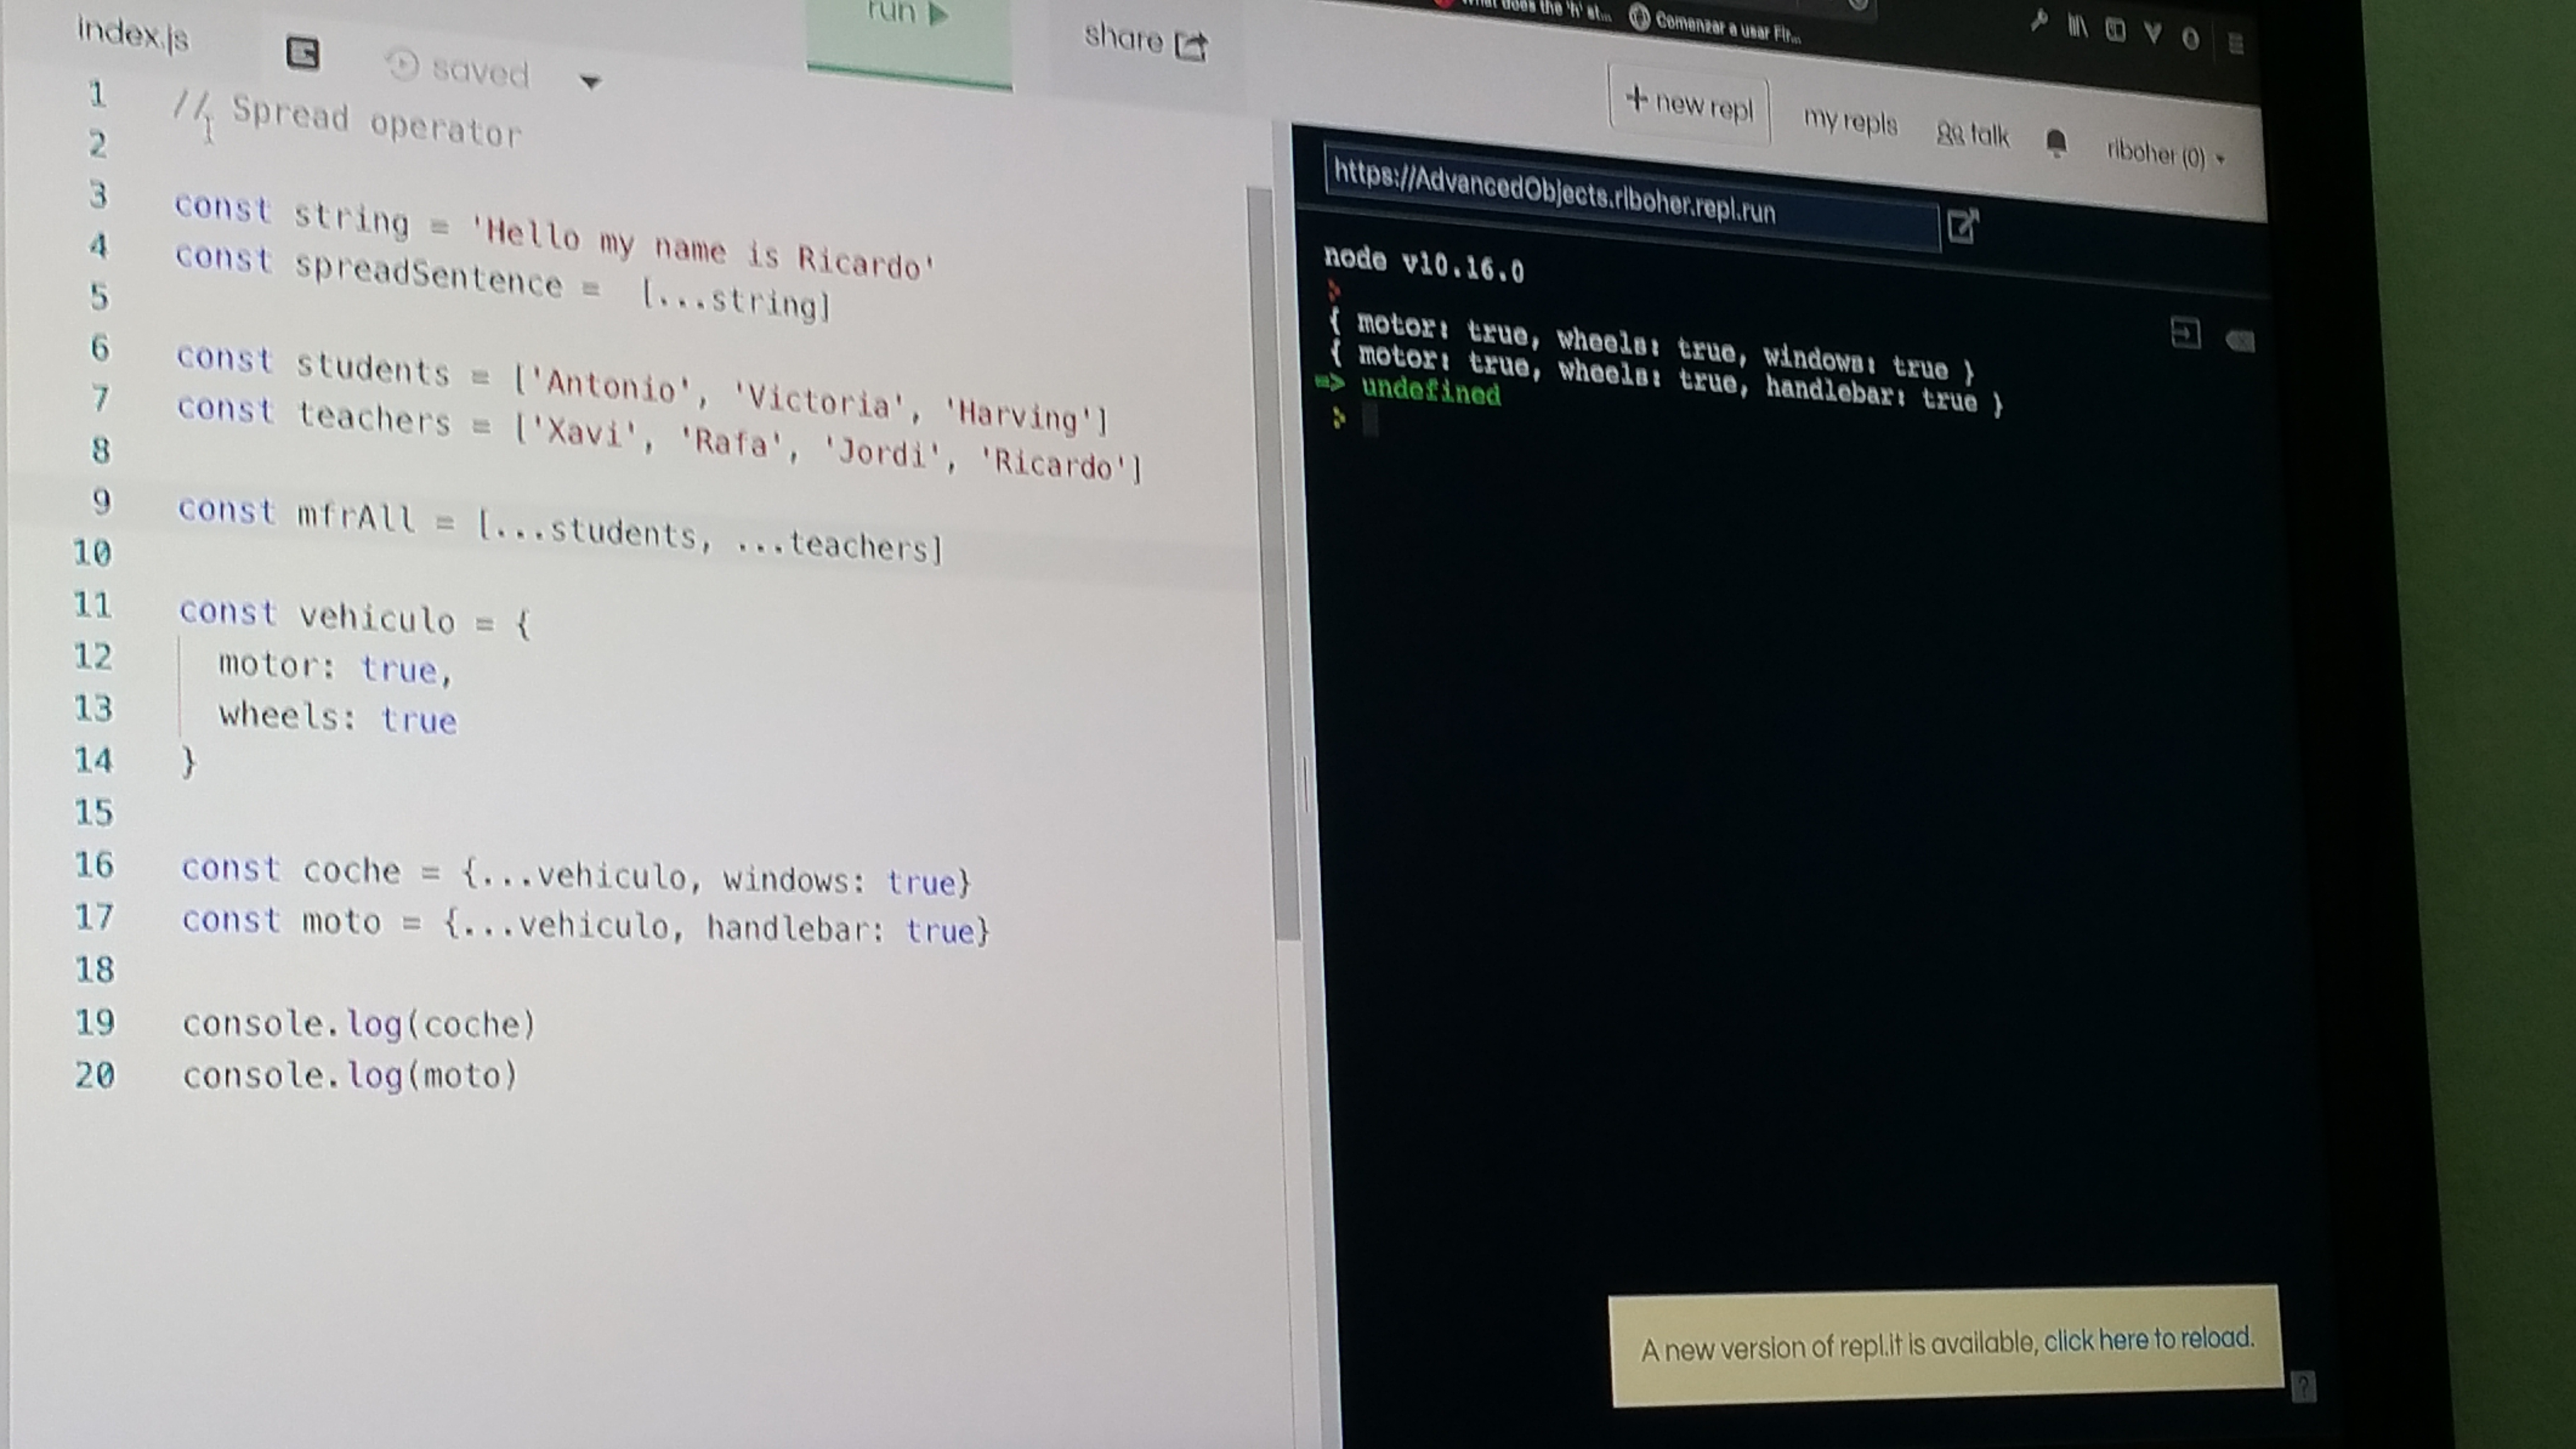 index.js
saved
run
share
Comenzar a usar Fir...
+ new repl
my repls
talk
riboher (0)
1 // Spread operator
2
3 const string = 'Hello my name is Ricardo'
4 const spreadSentence = [...string]
5
6 const students = ['Antonio', 'Victoria', 'Harving']
7 const teachers = ['Xavi', 'Rafa', 'Jordi', 'Ricardo']
8
9 const mfrAll = [...students, ...teachers]
10
11 const vehiculo = {
12 motor: true,
13 wheels: true
14 }
15
16 const coche = {...vehiculo, windows: true}
17 const moto = {...vehiculo, handlebar: true}
18
19 console.log(coche)
20 console.log(moto)
https://AdvancedObjects.riboher.repl.run
node v10.16.0
{ motor: true, wheels: true, windows: true }
{ motor: true, wheels: true, handlebar: true }
=> undefined
A new version of repl.it is available, click here to reload.
?